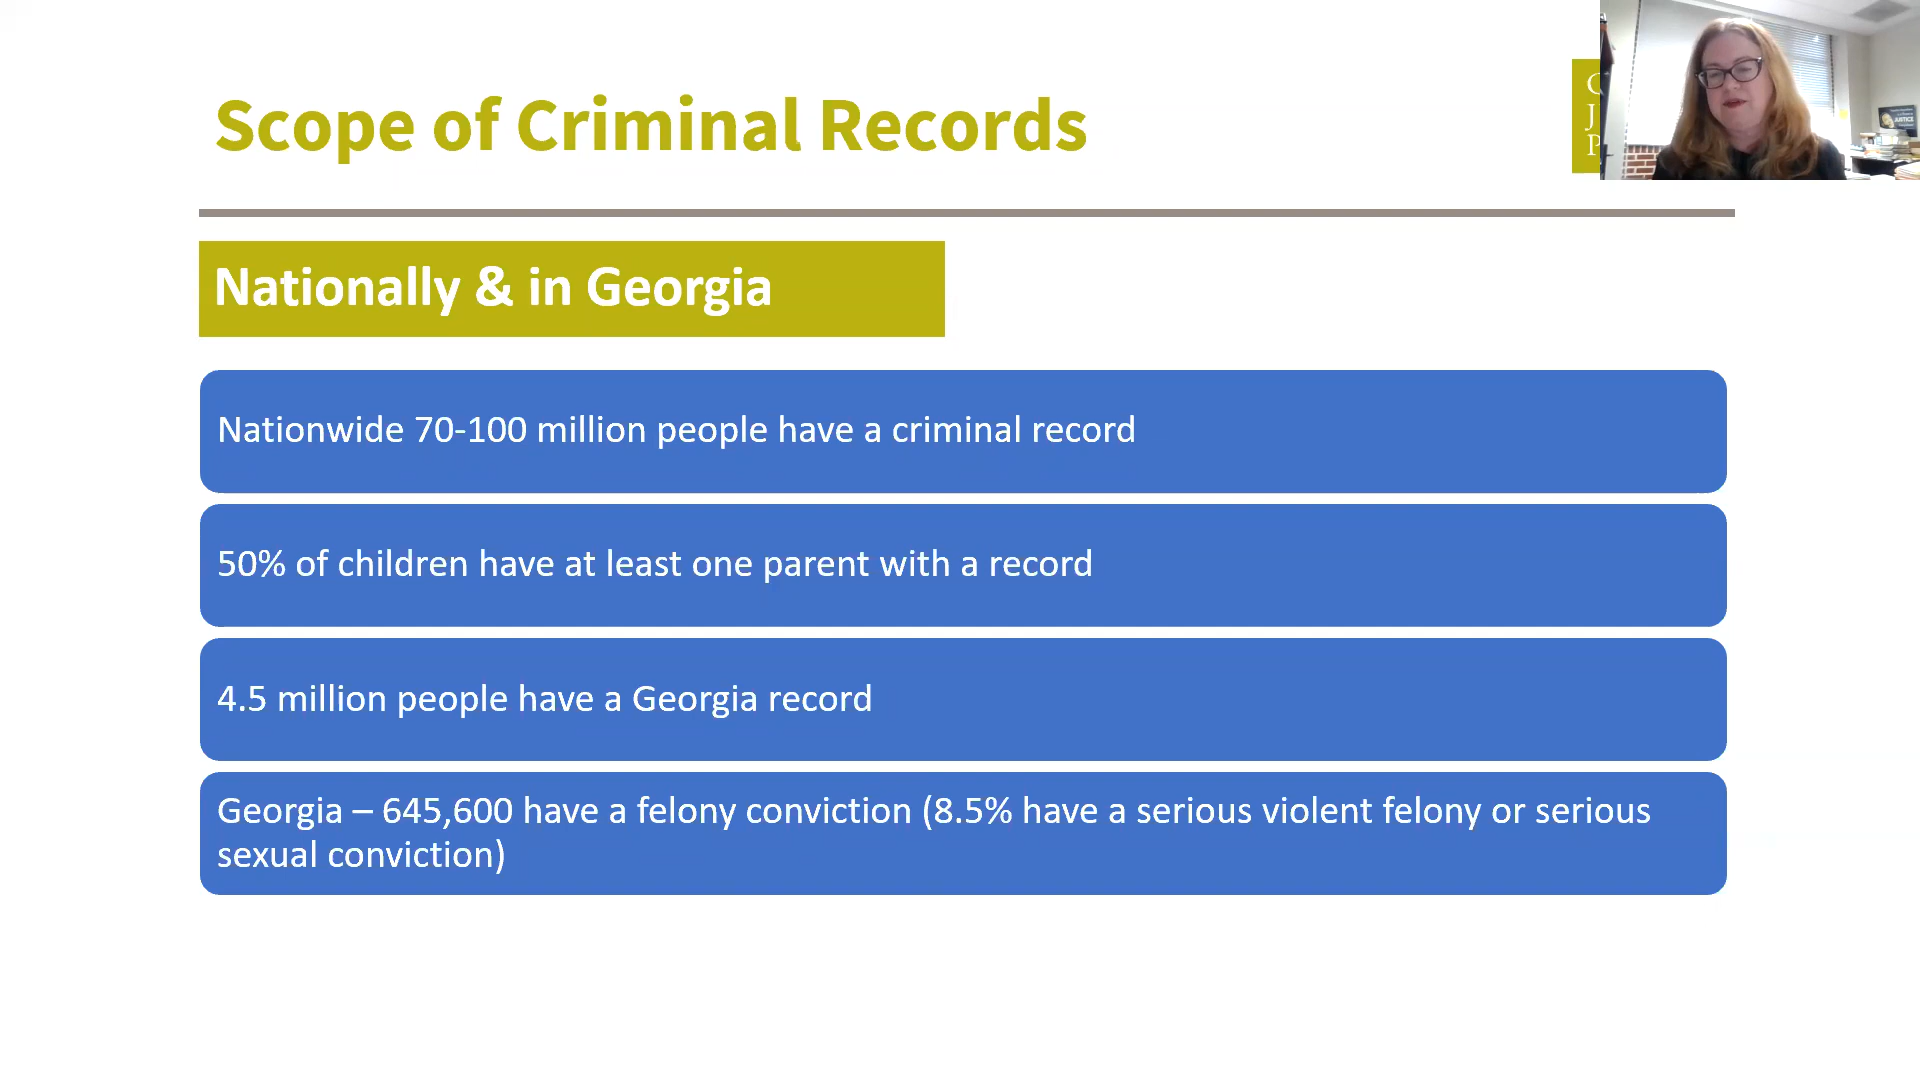 Scope of Criminal Records
J
P
JUSTICE
Nationally & in Georgia
Nationwide 70-100 million people have a criminal record
50% of children have at least one parent with a record
4.5 million people have a Georgia record
Georgia – 645,600 have a felony conviction (8.5% have a serious violent felony or serious
sexual conviction)